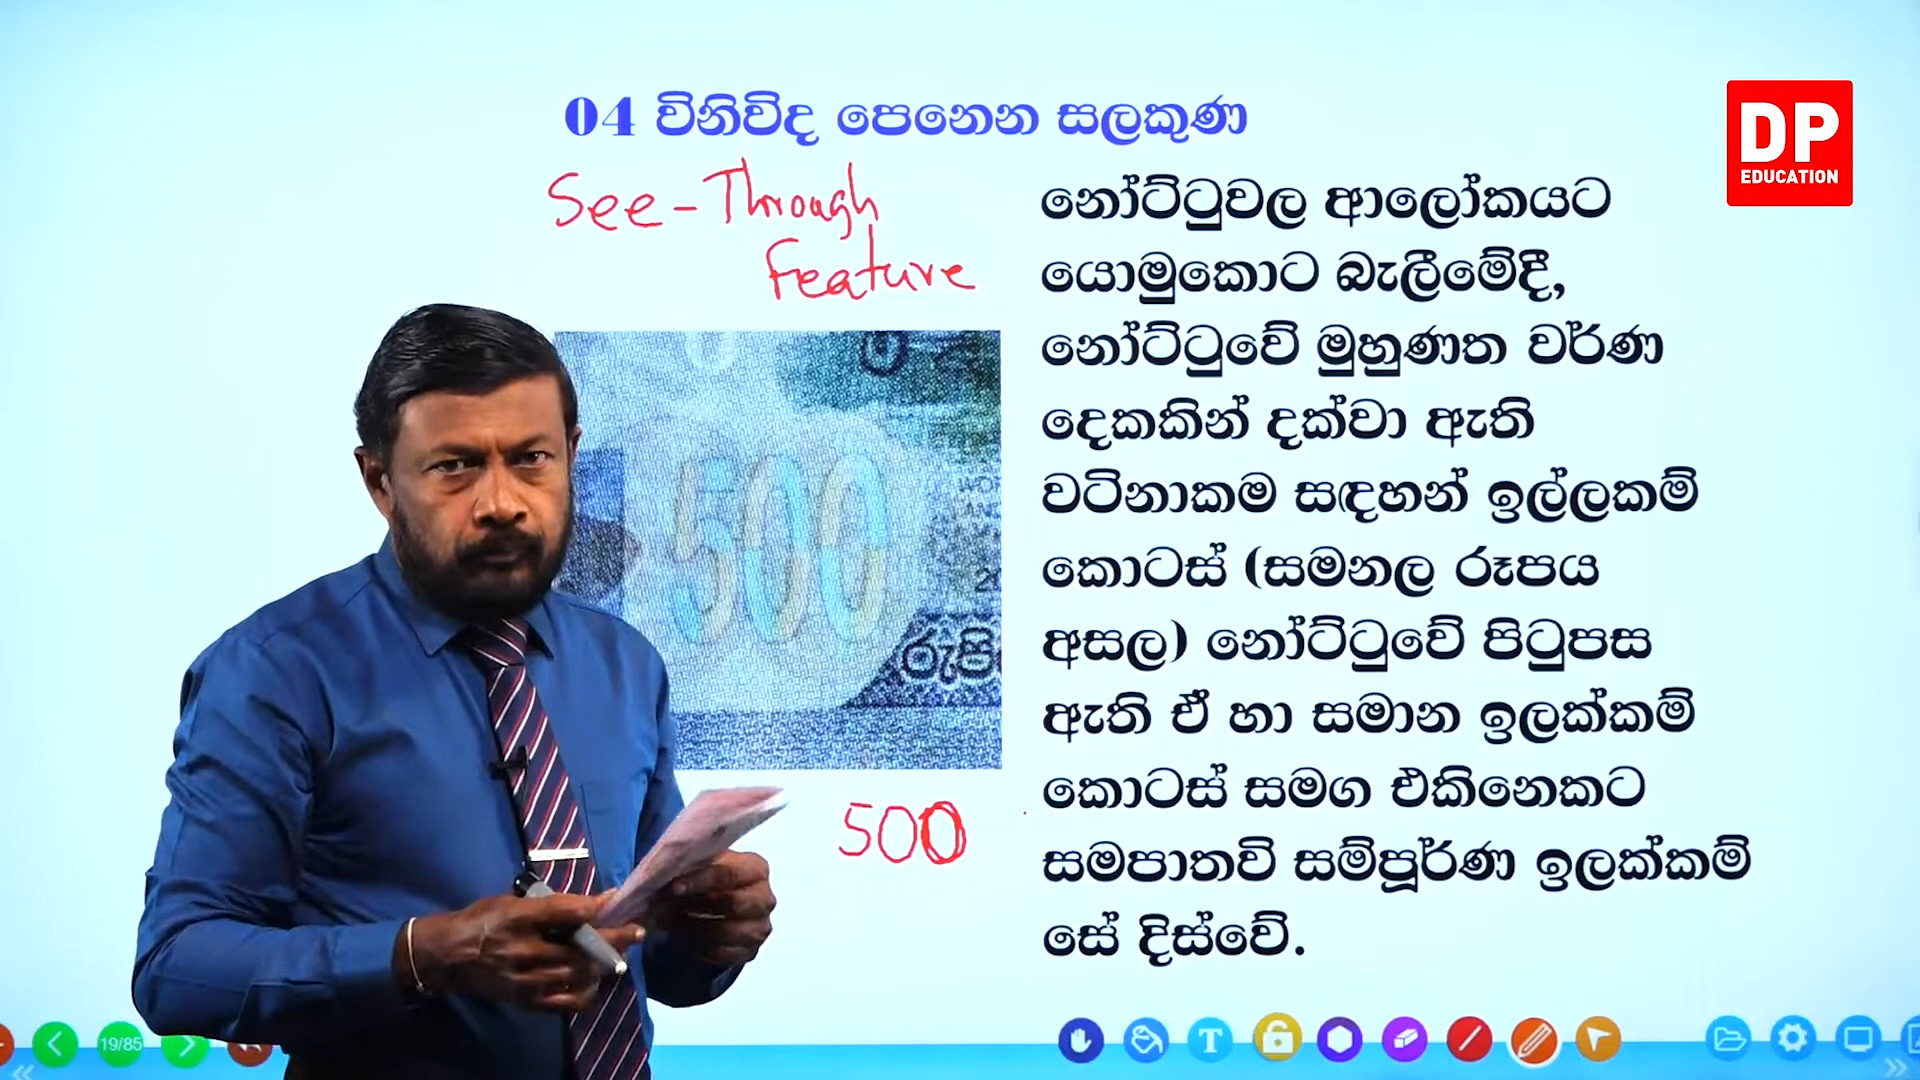 04 විනිවිද පෙනෙන සලකුණ
DP
EDUCATION
See-Through
Feature
නෝට්ටුවල ආලෝකයට
යොමුකොට බැලීමේදී,
නෝට්ටුවේ මුහුණත වර්ණ
දෙකකින් දක්වා ඇති
වටිනාකම සඳහන් ඉල්ලකම්
කොටස් (සමතල රූපය
අසල) නෝට්ටුවේ පිටුපස
ඇති ඒ හා සමාන ඉලක්කම්
කොටස් සමග එකිනෙකට
සමපාතවි සම්පූර්ණ ඉලක්කම්
සේ දිස්වේ.
500
රුපි
500
19/85
T